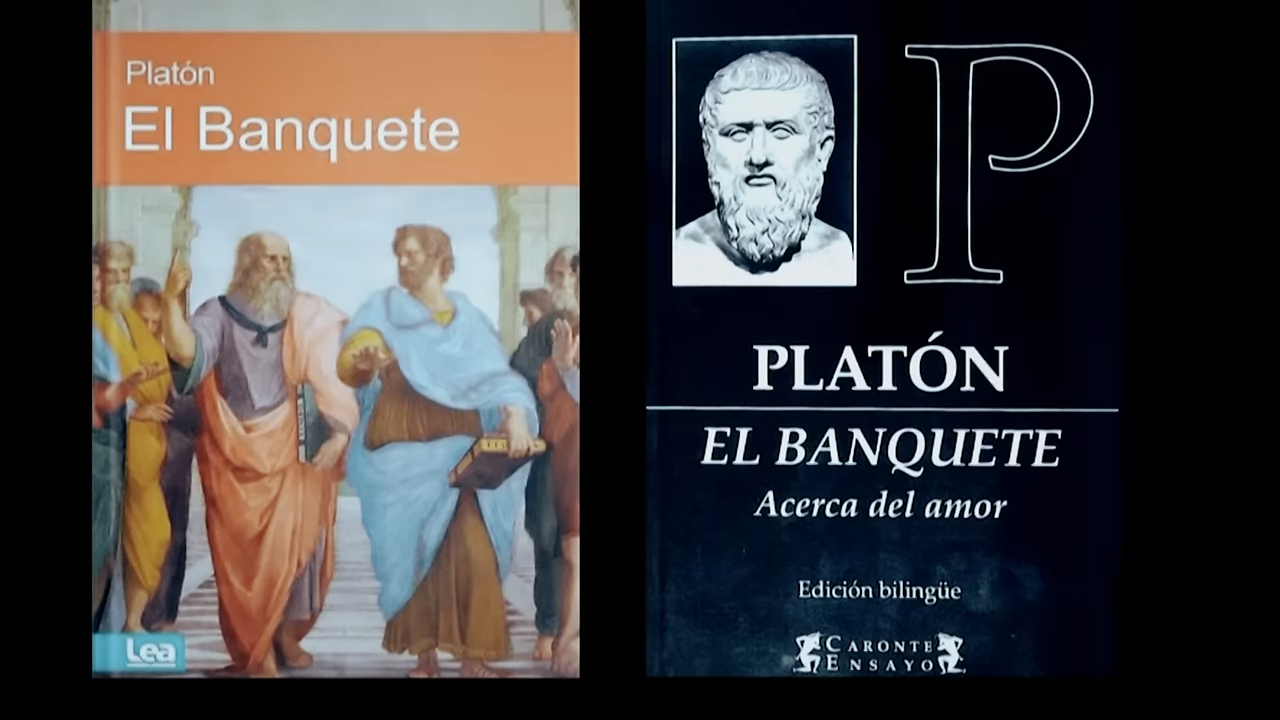 Platón
El Banquete
Lea
P
PLATÓN
EL BANQUETE
Acerca del amor
Edición bilingüe
CARONTE
ENSAYO